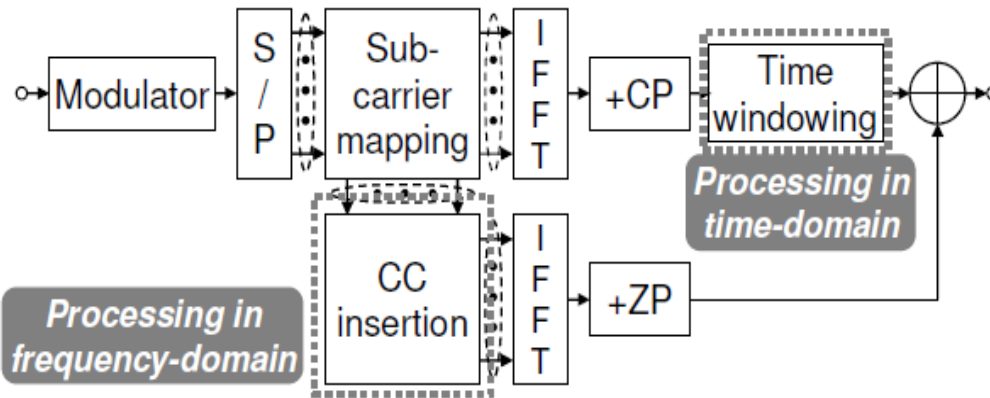 Modulator
S
/
P
Sub-
carrier
mapping
I
F
F
T
+CP
Time
windowing
Processing in
time-domain
CC
insertion
I
F
F
T
+ZP
Processing in
frequency-domain